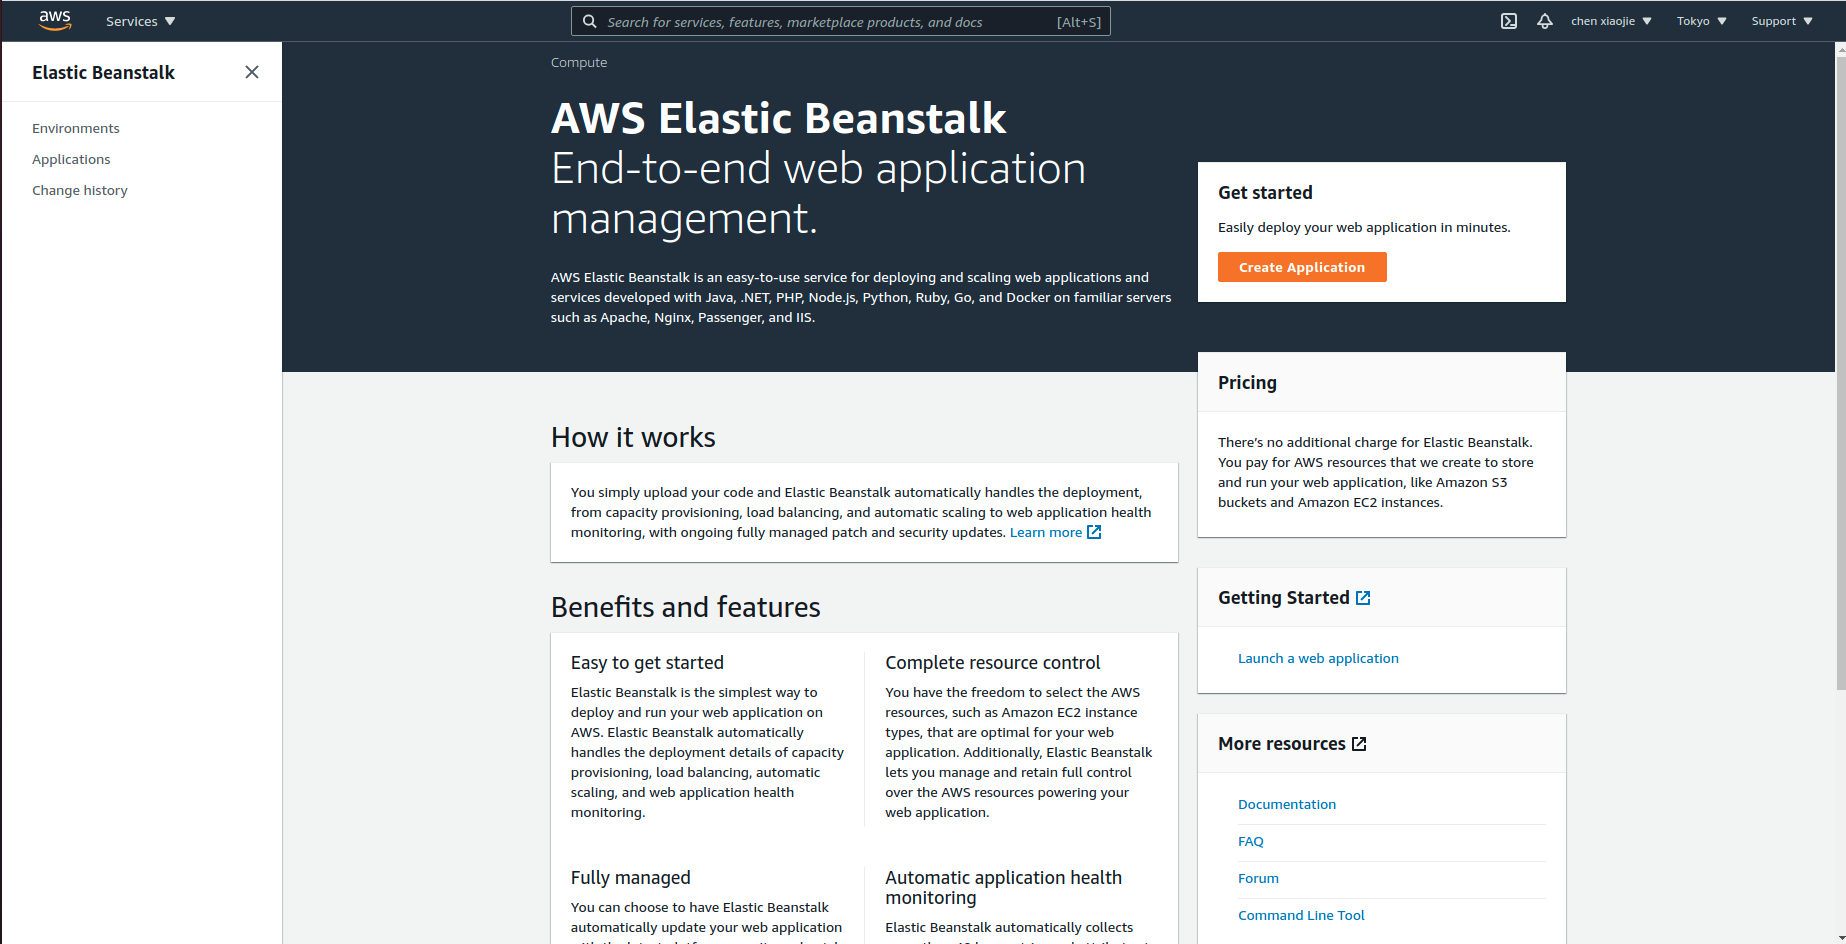 aws
Services
Search for services, features, marketplace products, and docs
[Alt+S]
chen xiaojie
Tokyo
Support
Elastic Beanstalk
Environments
Applications
Change history
Compute
AWS Elastic Beanstalk
End-to-end web application
management.
AWS Elastic Beanstalk is an easy-to-use service for deploying and scaling web applications and
services developed with Java, .NET, PHP, Node.js, Python, Ruby, Go, and Docker on familiar servers
such as Apache, Nginx, Passenger, and IIS.
Get started
Easily deploy your web application in minutes.
Create Application
Pricing
There's no additional charge for Elastic Beanstalk.
You pay for AWS resources that we create to store
and run your web application, like Amazon S3
buckets and Amazon EC2 instances.
How it works
You simply upload your code and Elastic Beanstalk automatically handles the deployment,
from capacity provisioning, load balancing, and automatic scaling to web application health
monitoring, with ongoing fully managed patch and security updates. Learn more
Getting Started
Launch a web application
Benefits and features
Easy to get started
Elastic Beanstalk is the simplest way to
deploy and run your web application on
AWS. Elastic Beanstalk automatically
handles the deployment details of capacity
provisioning, load balancing, automatic
scaling, and web application health
monitoring.
Complete resource control
You have the freedom to select the AWS
resources, such as Amazon EC2 instance
types, that are optimal for your web
application. Additionally, Elastic Beanstalk
lets you manage and retain full control
over the AWS resources powering your
web application.
More resources
Documentation
FAQ
Forum
Command Line Tool
Fully managed
You can choose to have Elastic Beanstalk
automatically update your web application
Automatic application health
monitoring
Elastic Beanstalk automatically collects